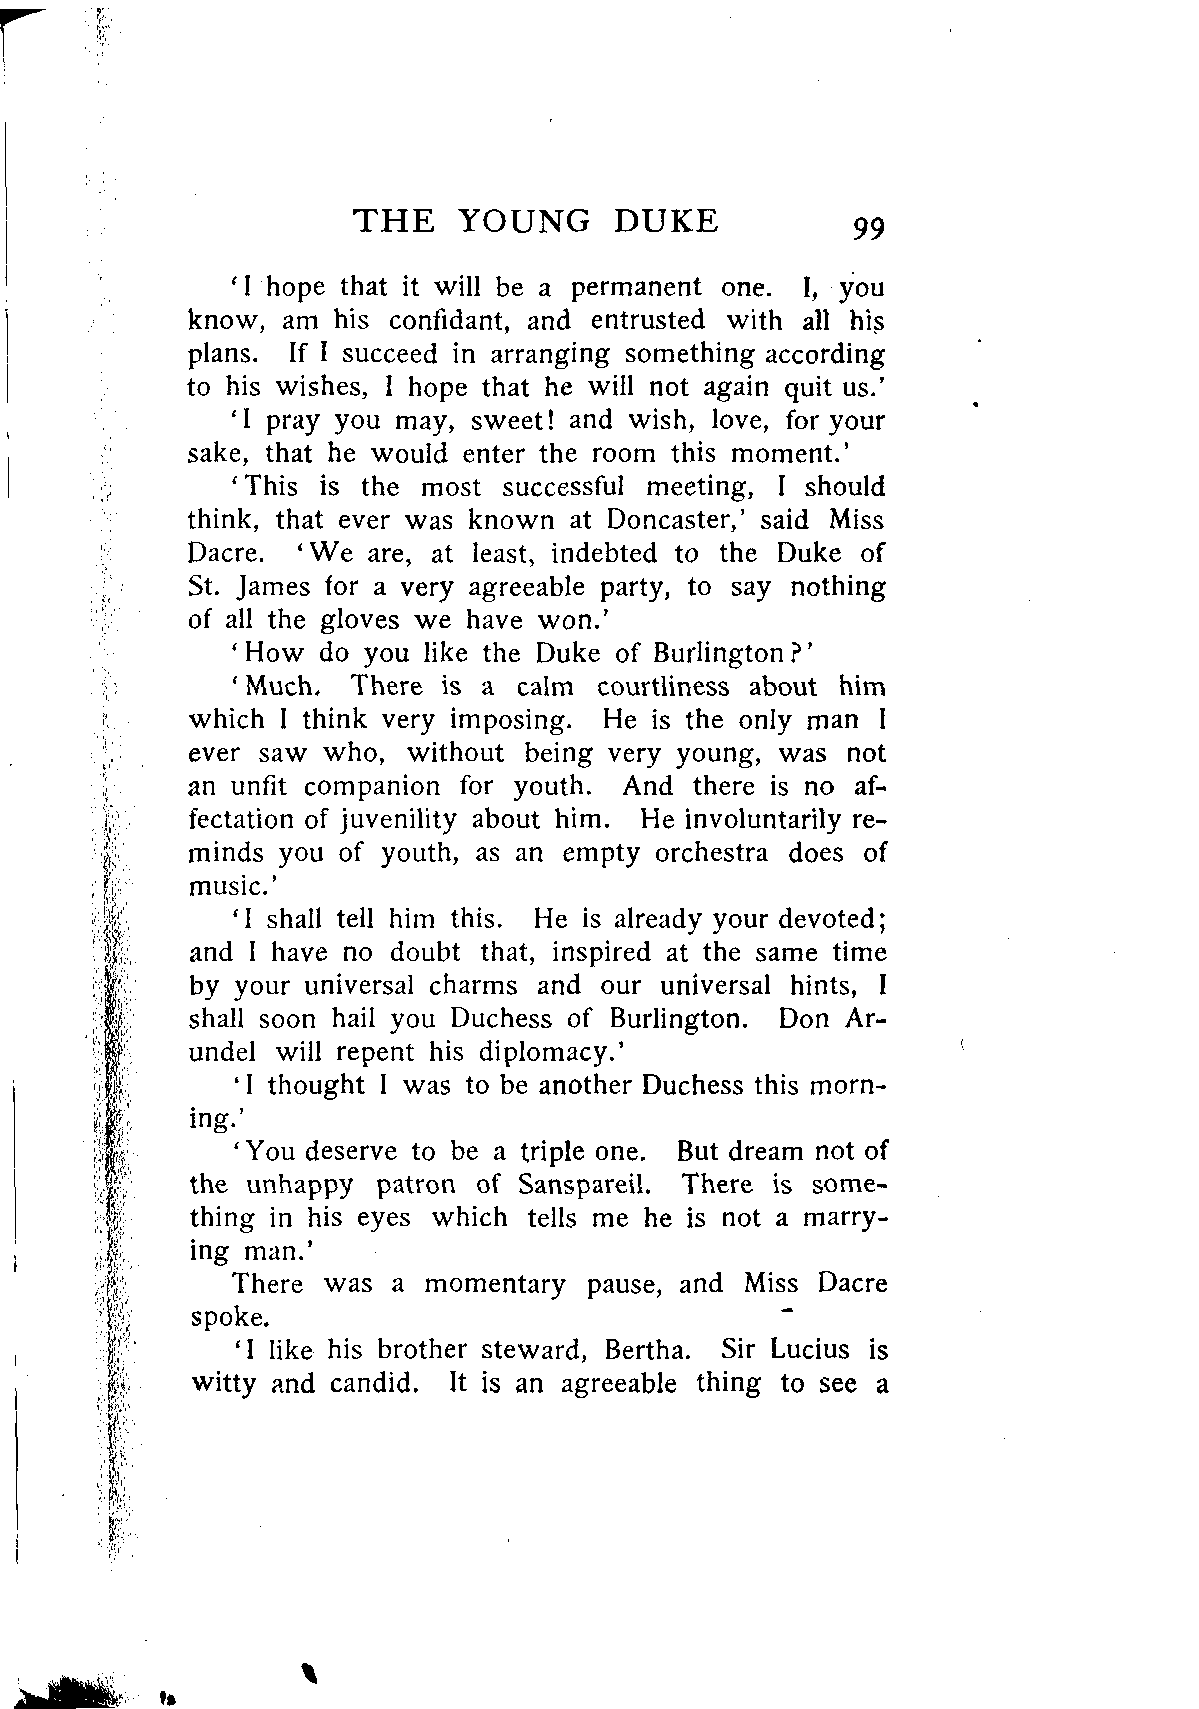 THE YOUNG DUKE 99
‘I hope that it will be a permanent one. I, you
know, am his confidant, and entrusted with all his
plans. If I succeed in arranging something according
to his wishes, I hope that he will not again quit us.’
‘I pray you may, sweet! and wish, love, for your
sake, that he would enter the room this moment.’
‘This is the most successful meeting, I should
think, that ever was known at Doncaster,’ said Miss
Dacre. ‘We are, at least, indebted to the Duke of
St. James for a very agreeable party, to say nothing
of all the gloves we have won.’
‘How do you like the Duke of Burlington?’
‘Much. There is a calm courtliness about him
which I think very imposing. He is the only man I
ever saw who, without being very young, was not
an unfit companion for youth. And there is no af-
fectation of juvenility about him. He involuntarily re-
minds you of youth, as an empty orchestra does of
music.’
‘I shall tell him this. He is already your devoted;
and I have no doubt that, inspired at the same time
by your universal charms and our universal hints, I
shall soon hail you Duchess of Burlington. Don Ar-
undel will repent his diplomacy.’
‘I thought I was to be another Duchess this morn-
ing.’
‘You deserve to be a triple one. But dream not of
the unhappy patron of Sanspareil. There is some-
thing in his eyes which tells me he is not a marry-
ing man.’
There was a momentary pause, and Miss Dacre
spoke.
‘I like his brother steward, Bertha. Sir Lucius is
witty and candid. It is an agreeable thing to see a